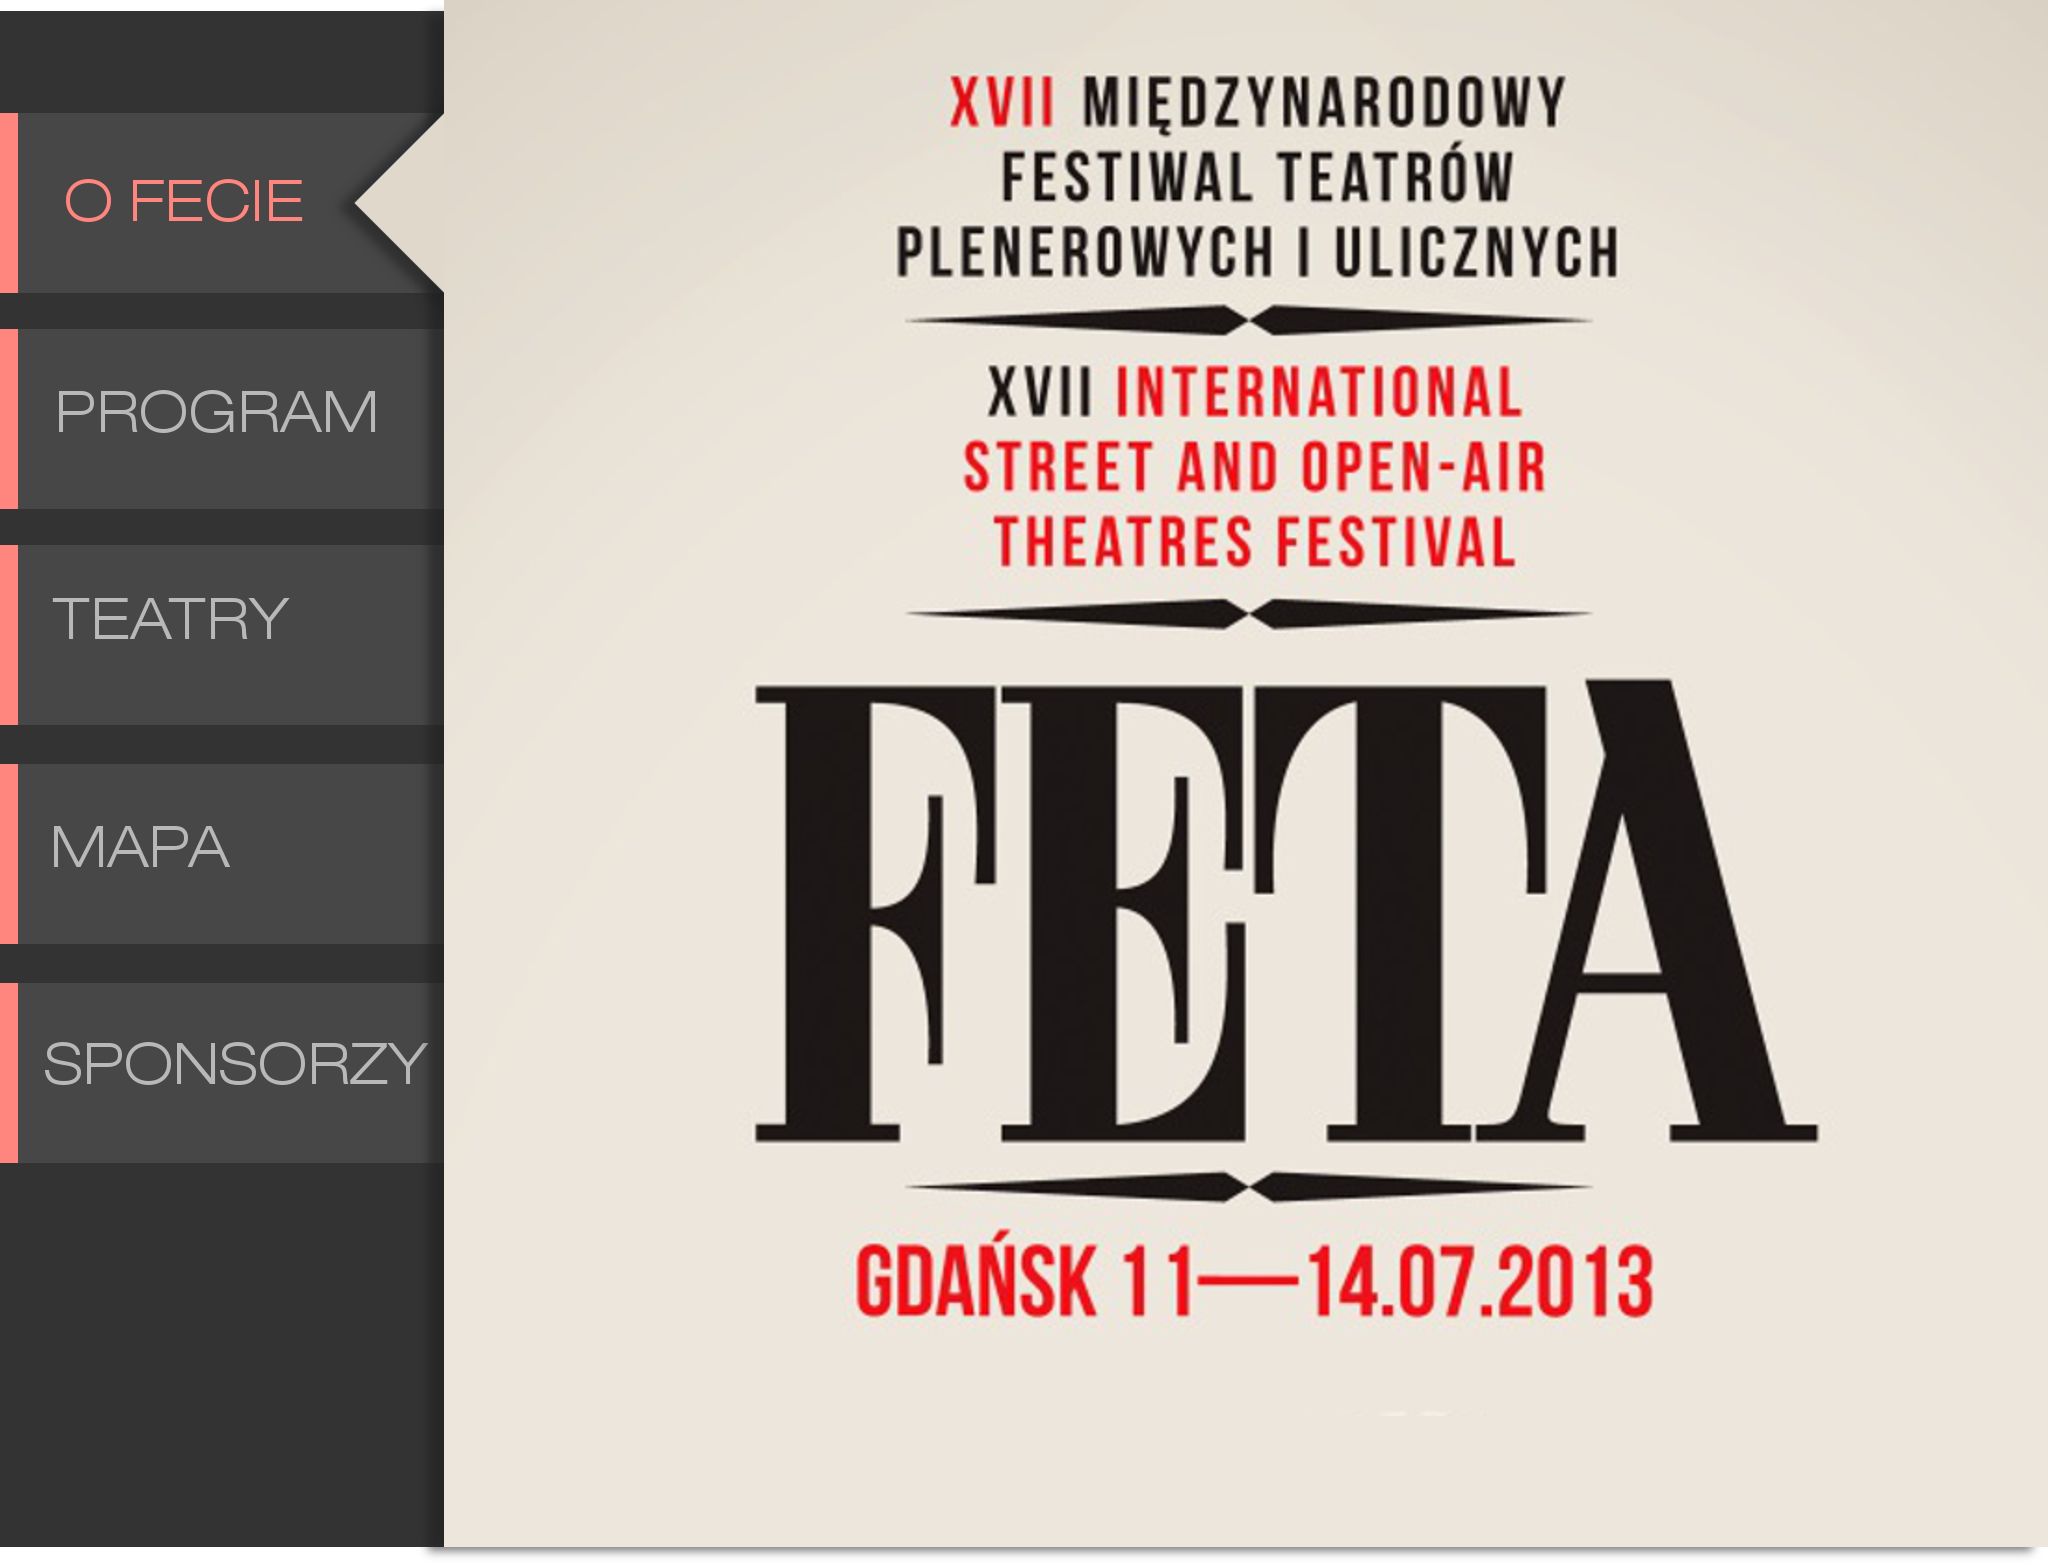 O FECIE
PROGRAM
TEATRY
MAPA
SPONSORZY
XVII MIĘDZYNARODOWY
FESTIWAL TEATRÓW
PLENEROWYCH I ULICZNYCH
XVII INTERNATIONAL
STREET AND OPEN-AIR
THEATRES FESTIVAL
FETA
GDAŃSK 11—14.07.2013